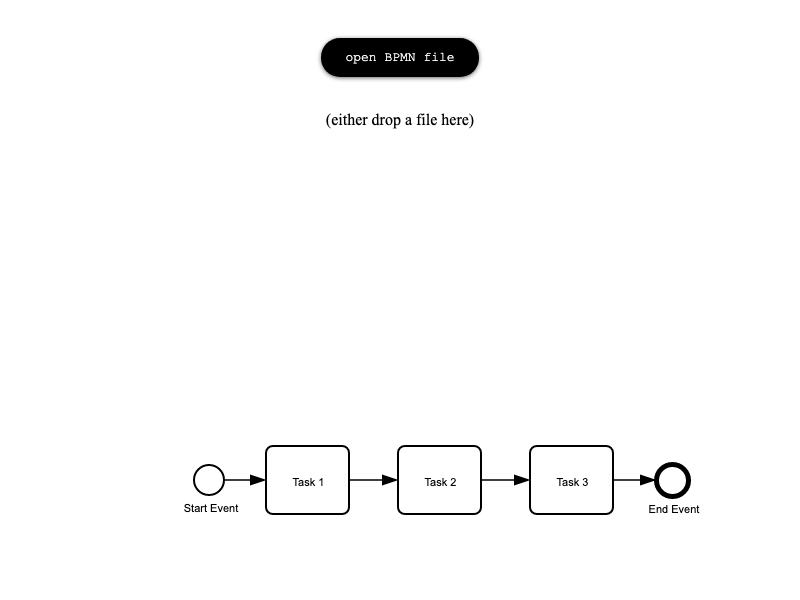 open BPMN file
(either drop a file here)
Task 1
Task 2
Task 3
Start Event
End Event